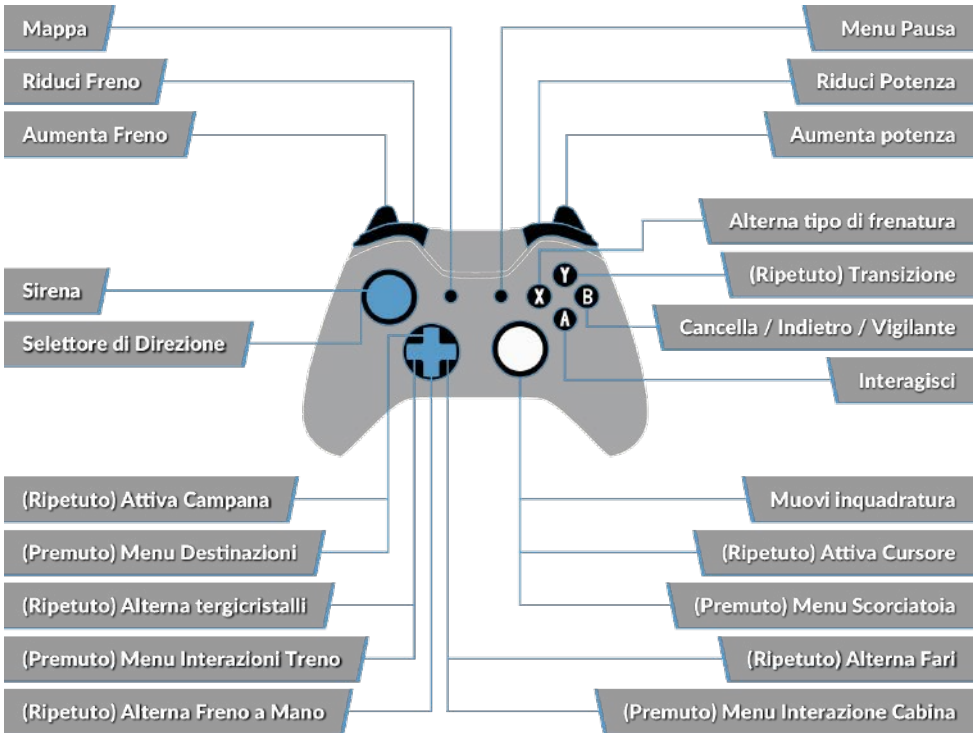 Mappa
Riduci Freno
Aumenta Freno
Menu Pausa
Riduci Potenza
Aumenta potenza
Alterna tipo di frenatura
(Ripetuto) Transizione
Cancella / Indietro / Vigilante
Interagisci
Sirena
Selettore di Direzione
Y
X
B
A
(Ripetuto) Attiva Campana
(Premuto) Menu Destinazioni
(Ripetuto) Alterna tergicristalli
(Premuto) Menu Interazioni Treno
(Ripetuto) Alterna Freno a Mano
Muovi inquadratura
(Ripetuto) Attiva Cursore
(Premuto) Menu Scorciatoia
(Ripetuto) Alterna Fari
(Premuto) Menu Interazione Cabina